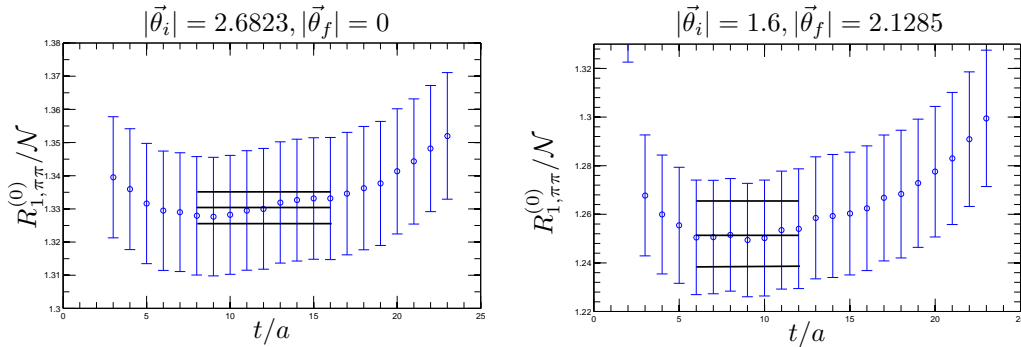 |θ⃗_i| = 2.6823, |θ⃗_f| = 0
R^{(0)}_{1,ππ}/𝒩
1.38
1.37
1.36
1.35
1.34
1.33
1.32
1.31
1.3
0 5 10 15 20 25
t/a
|θ⃗_i| = 1.6, |θ⃗_f| = 2.1285
R^{(0)}_{1,ππ}/𝒩
1.32
1.3
1.28
1.26
1.24
1.22
0 5 10 15 20 25
t/a